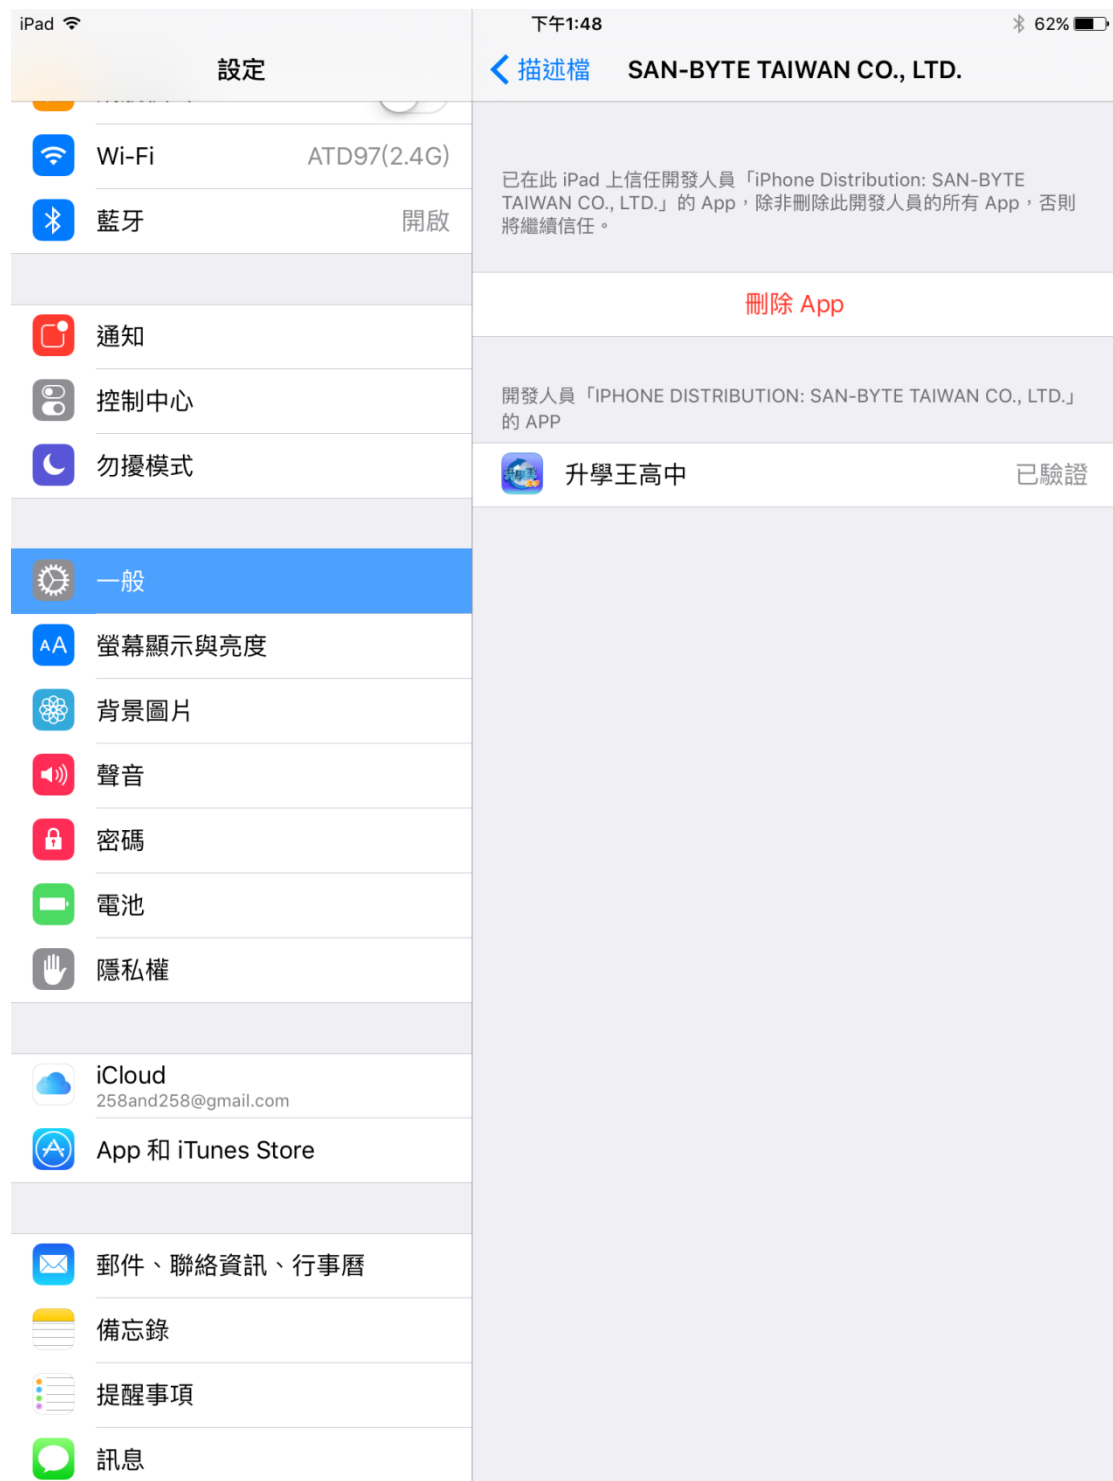 iPad
下午1:48
62%
設定
描述檔
SAN-BYTE TAIWAN CO., LTD.
Wi-Fi
ATD97(2.4G)
藍牙
開啟
通知
控制中心
勿擾模式
一般
螢幕顯示與亮度
背景圖片
聲音
密碼
電池
隱私權
iCloud
258and258@gmail.com
App 和 iTunes Store
郵件、聯絡資訊、行事曆
備忘錄
提醒事項
訊息
已在此 iPad 上信任開發人員「iPhone Distribution: SAN-BYTE
TAIWAN CO., LTD.」的 App，除非刪除此開發人員的所有 App，否則
將繼續信任。
刪除 App
開發人員「IPHONE DISTRIBUTION: SAN-BYTE TAIWAN CO., LTD.」
的 APP
升學王高中
已驗證